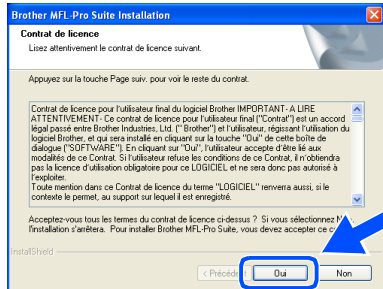 Brother MFL-Pro Suite Installation
Contrat de licence
Lisez attentivement le contrat de licence suivant.
Appuyez sur la touche Page suiv. pour voir le reste du contrat.
Contrat de licence pour l'utilisateur final du logiciel Brother IMPORTANT - A LIRE
ATTENTIVEMENT - Ce contrat de licence pour l'utilisateur final ("Contrat") est un accord
légal passé entre Brother Industries, Ltd. ("Brother") et l'utilisateur, régissant l'utilisation du
logiciel Brother, et qui sera installé en cliquant sur la touche "Oui" de cette boîte de
dialogue ("SOFTWARE"). En cliquant sur "Oui", l'utilisateur accepte d'être lié aux
modalités de ce Contrat. Si l'utilisateur refuse les conditions de ce Contrat, il n'obtiendra
pas la licence d'utilisation obligatoire pour ce LOGICIEL et ne sera donc pas autorisé à
l'exploiter.
Toute mention dans ce Contrat de licence du terme "LOGICIEL" renverra aussi, si le
contexte le permet, au support sur lequel il est enregistré.
Acceptez-vous tous les termes du contrat de licence ci-dessus ? Si vous sélectionnez
l'installation s'arrêtera. Pour installer Brother MFL-Pro Suite, vous devez accepter ce
InstallShield
< Précédent
Oui
Non